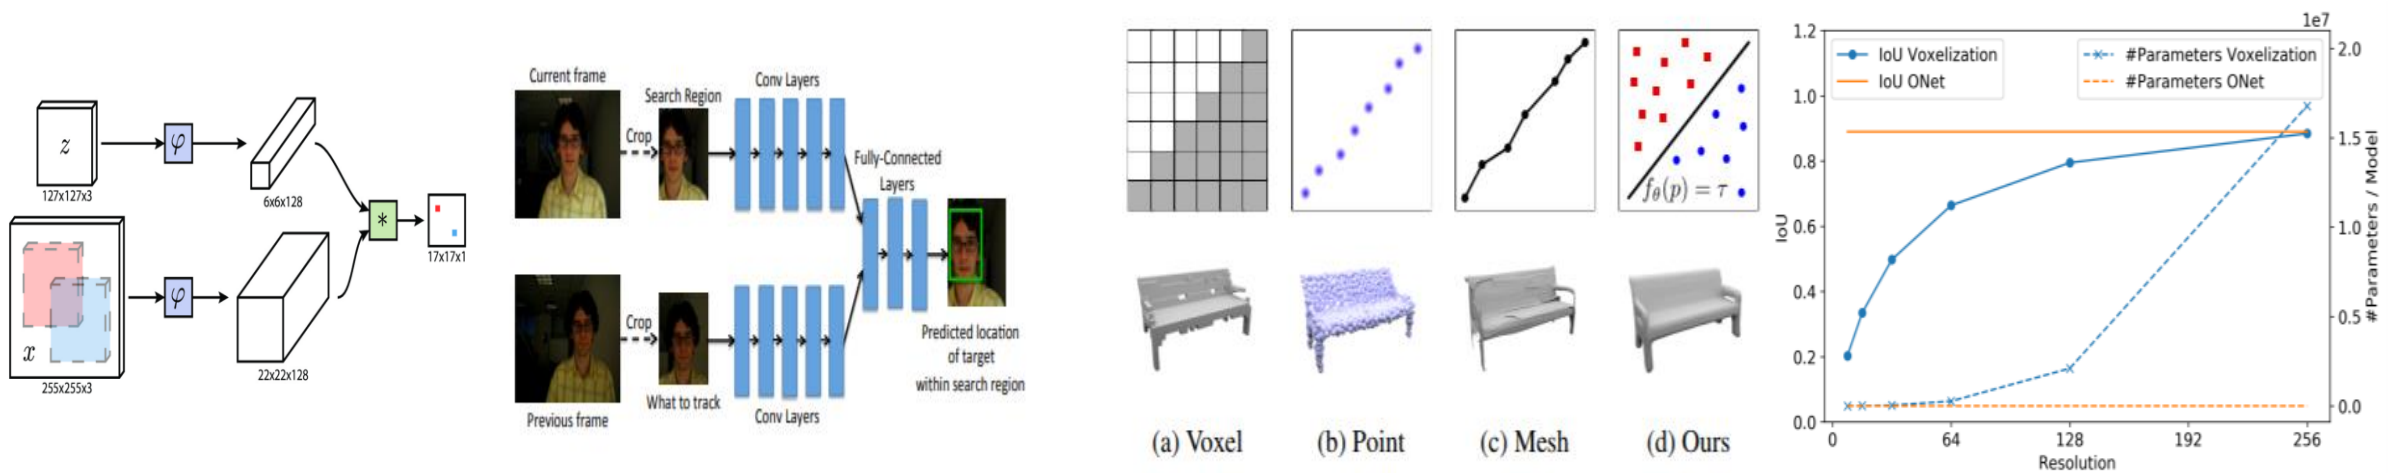 z
127x127x3
φ
6x6x128
*
17x17x1
x
255x255x3
φ
22x22x128
Current frame
Search Region
Crop
Conv Layers
Fully-Connected
Layers
Crop
Previous frame
What to track
Conv Layers
Predicted location
of target
within search region
f_θ(p) = τ
(a) Voxel
(b) Point
(c) Mesh
(d) Ours
1e7
IoU Voxelization
IoU ONet
#Parameters Voxelization
#Parameters ONet
1.2
1.0
0.8
0.6
0.4
0.2
0.0
IoU
2.0
1.5
1.0
0.5
0.0
#Parameters / Model
0
64
128
192
256
Resolution